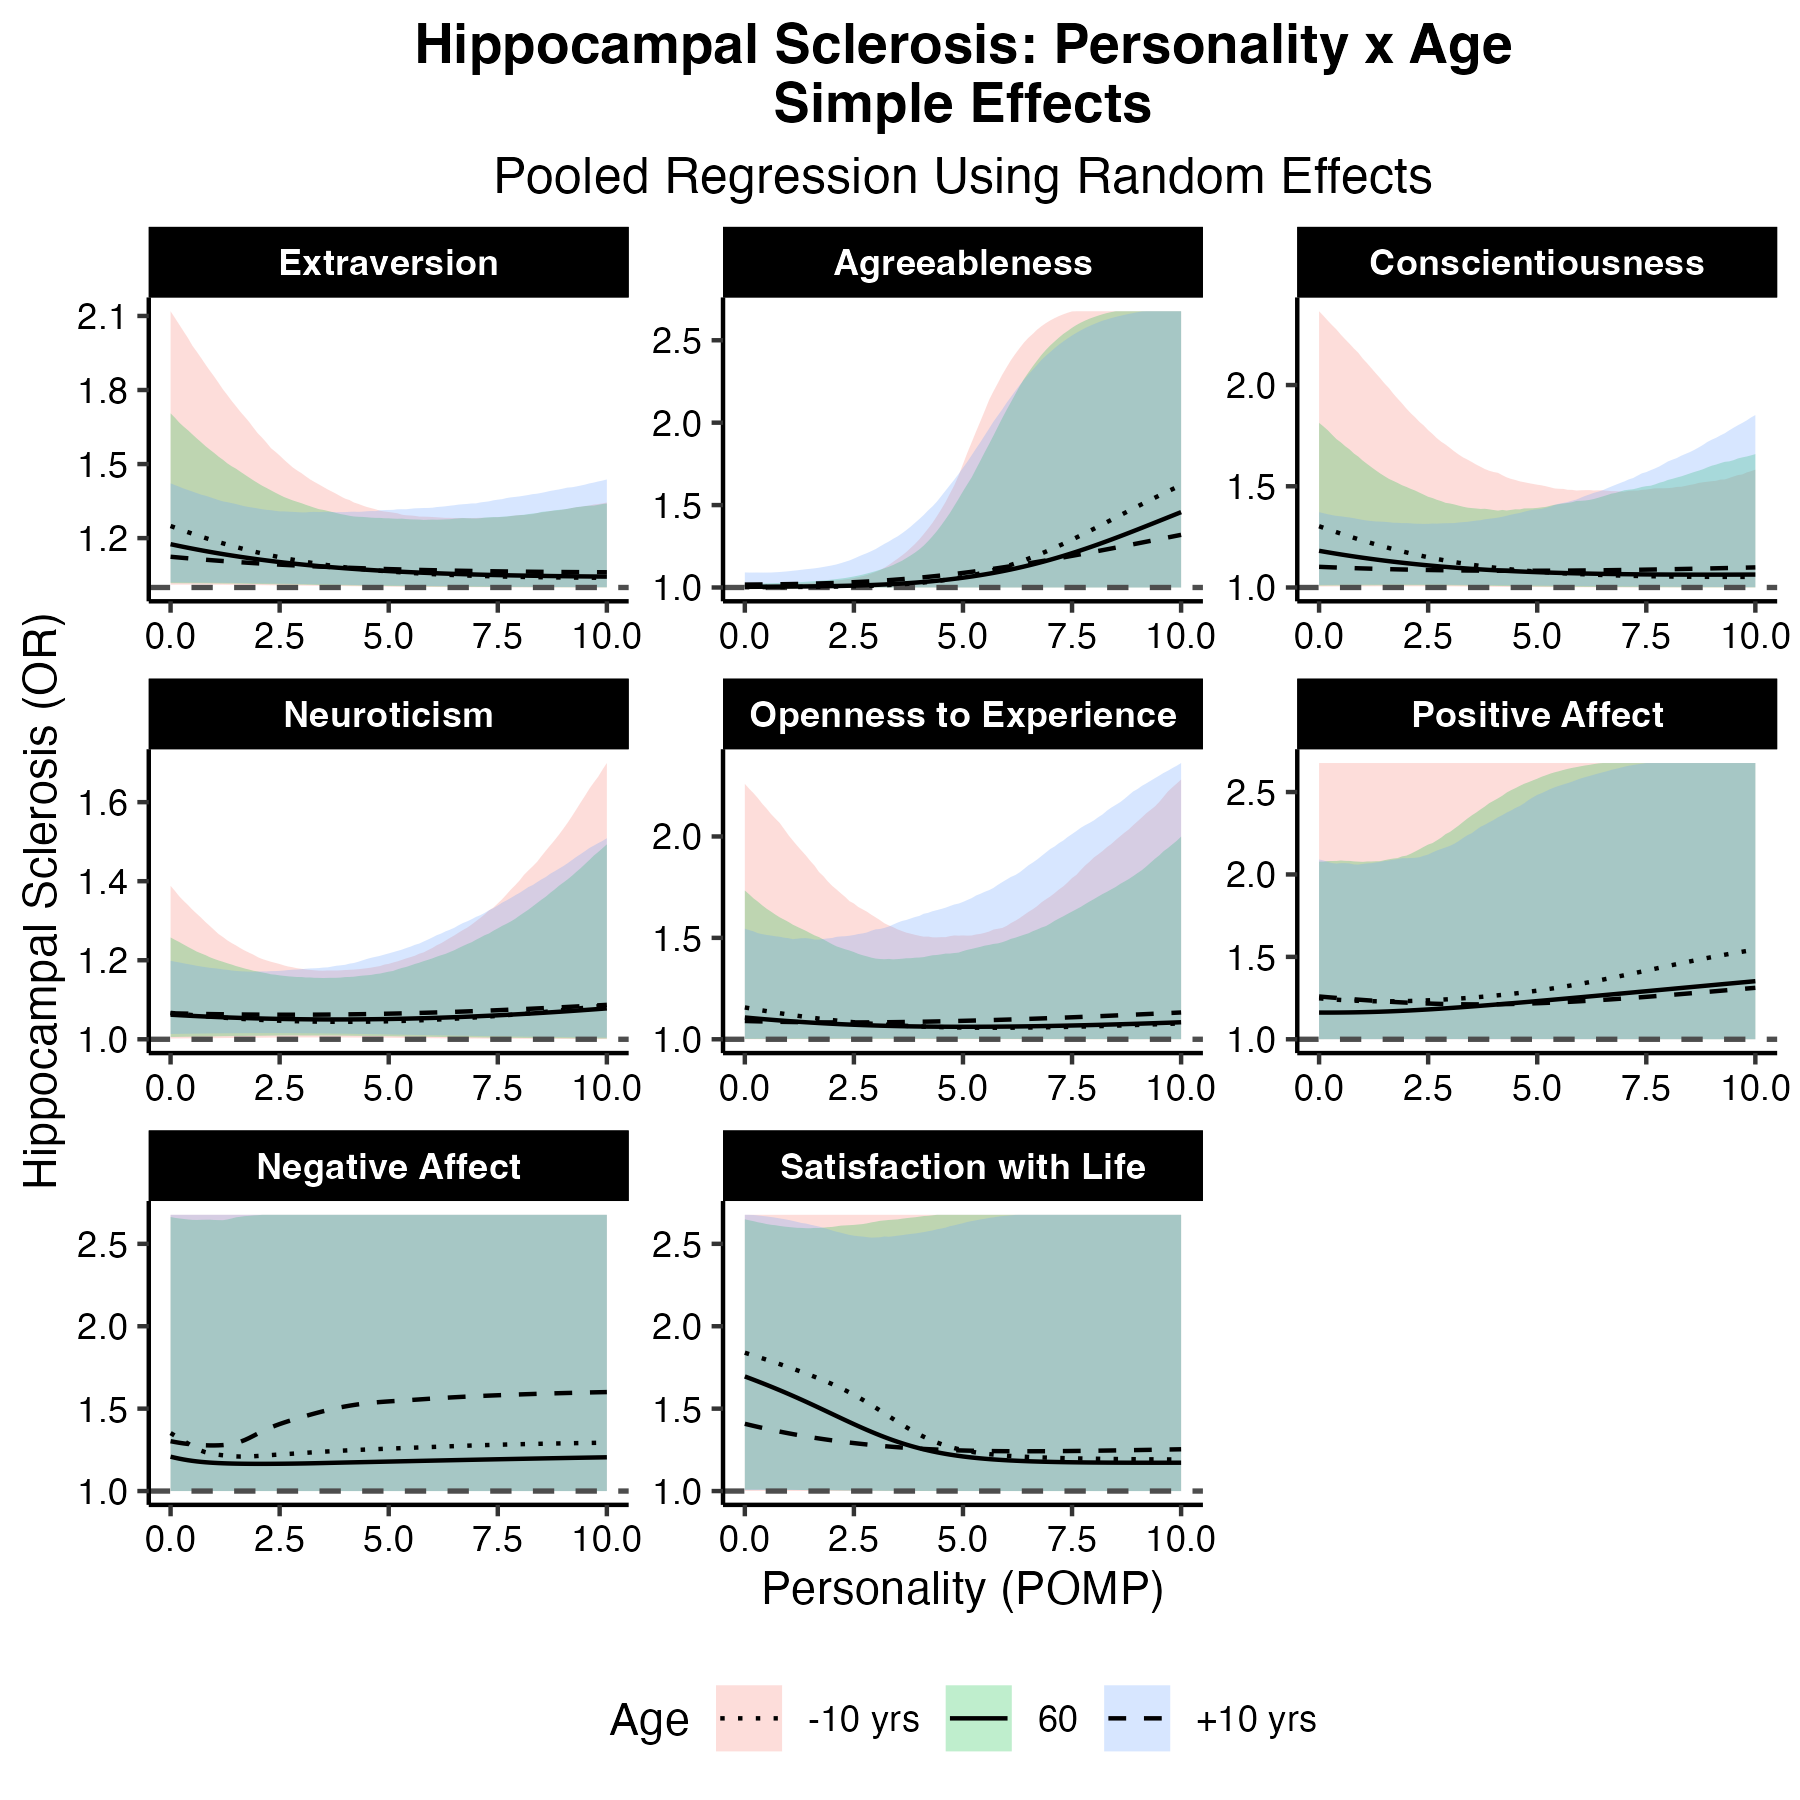 Hippocampal Sclerosis: Personality x Age
Simple Effects
Pooled Regression Using Random Effects
Extraversion
Agreeableness
Conscientiousness
2.1
1.8
1.5
1.2
2.5
2.0
1.5
1.0
2.0
1.5
1.0
0.0 2.5 5.0 7.5 10.0
0.0 2.5 5.0 7.5 10.0
0.0 2.5 5.0 7.5 10.0
Hippocampal Sclerosis (OR)
Neuroticism
Openness to Experience
Positive Affect
1.6
1.4
1.2
1.0
2.0
1.5
1.0
2.5
2.0
1.5
1.0
0.0 2.5 5.0 7.5 10.0
0.0 2.5 5.0 7.5 10.0
0.0 2.5 5.0 7.5 10.0
Negative Affect
Satisfaction with Life
2.5
2.0
1.5
1.0
2.5
2.0
1.5
1.0
0.0 2.5 5.0 7.5 10.0
0.0 2.5 5.0 7.5 10.0
Personality (POMP)
Age -10 yrs 60 +10 yrs